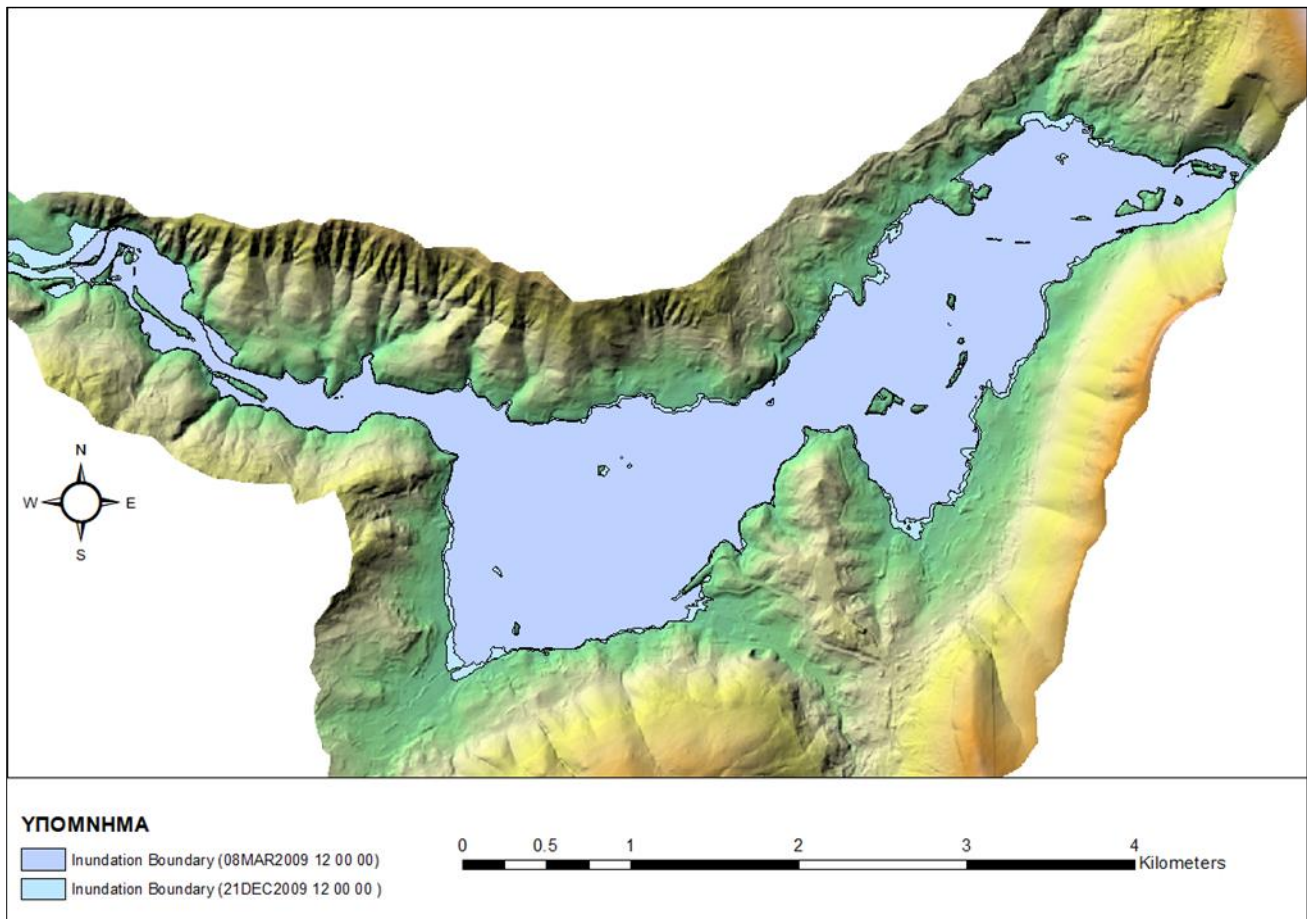 N
W E
S
ΥΠΟΜΝΗΜΑ
Inundation Boundary (08MAR2009 12 00 00)
Inundation Boundary (21DEC2009 12 00 00 )
0 0.5 1 2 3 4
Kilometers